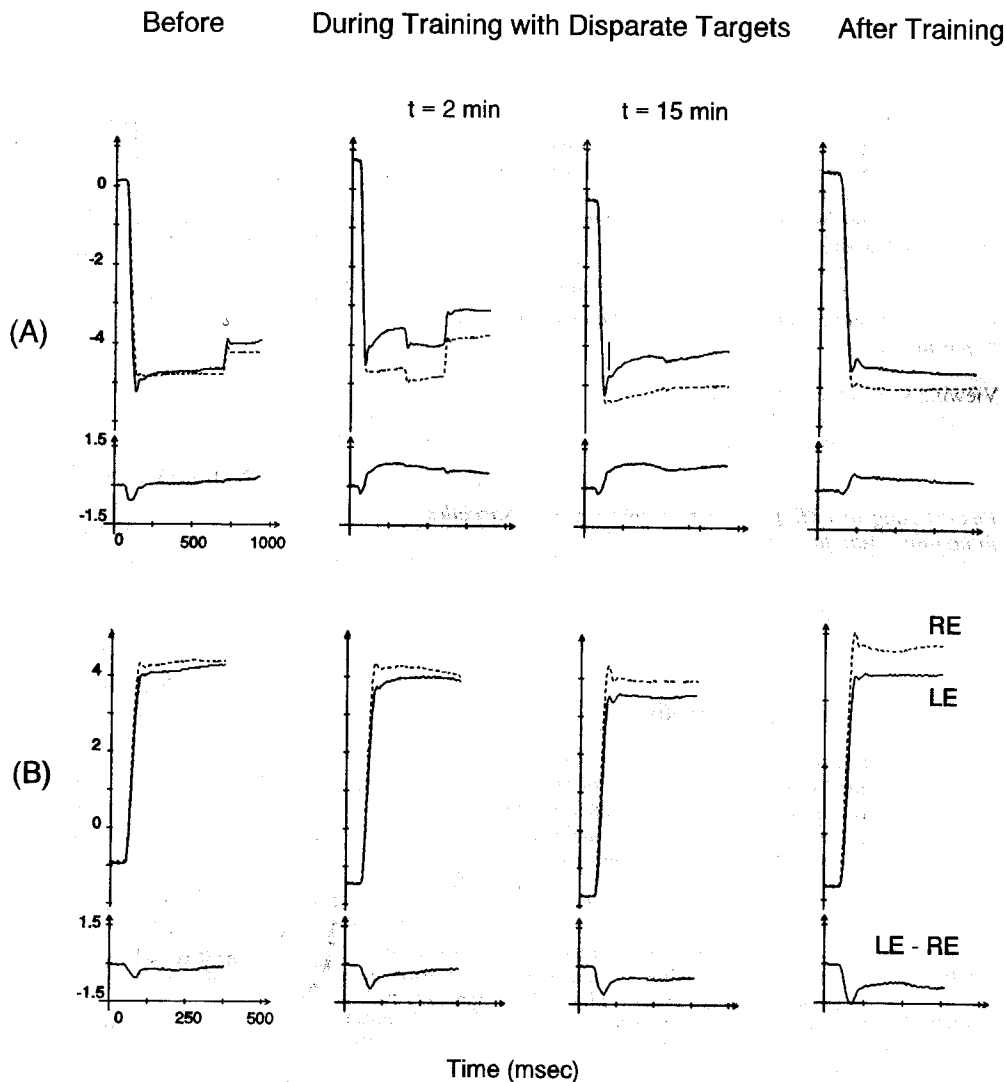 Before During Training with Disparate Targets After Training
t = 2 min t = 15 min
0
-2
(A)
-4
1.5
-1.5
0 500 1000
4
RE
LE
2
(B)
0
1.5
LE - RE
-1.5
0 250 500
Time (msec)